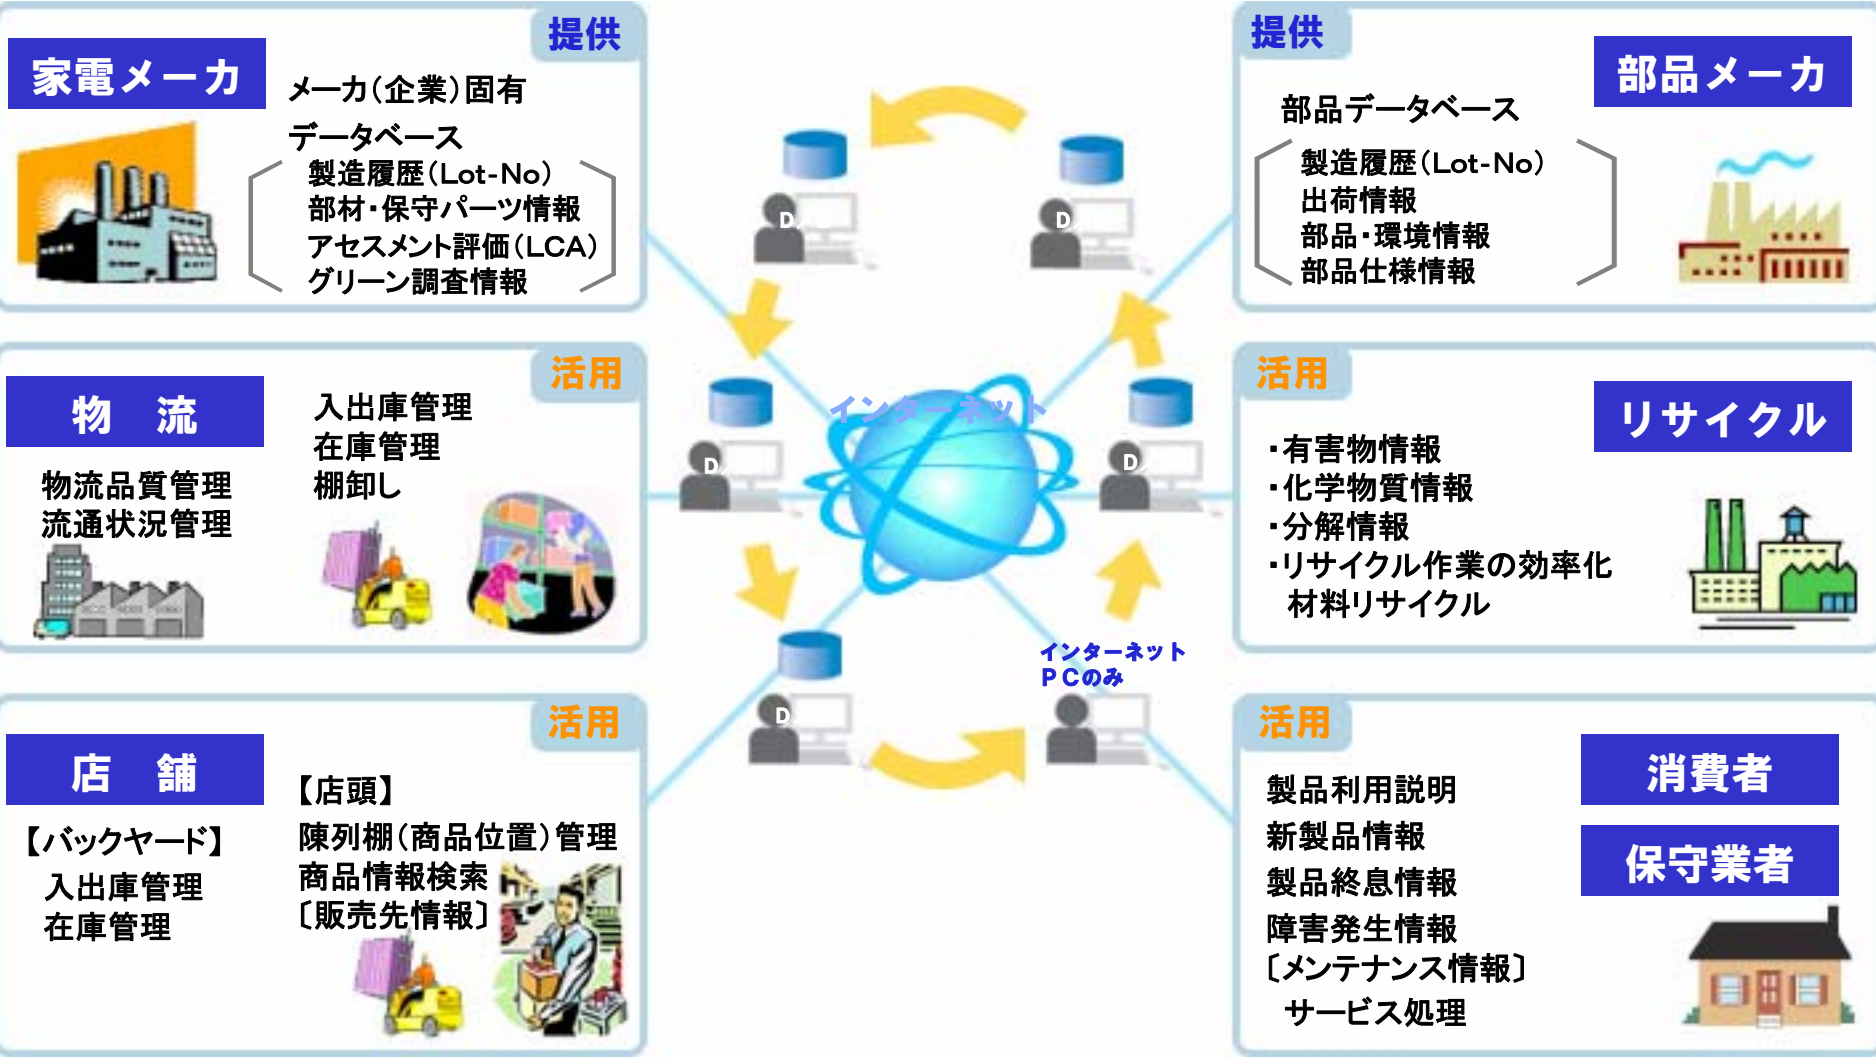 提供
家電メーカ
メーカ（企業）固有
データベース
製造履歴（Lot-No）
部材・保守パーツ情報
アセスメント評価（LCA）
グリーン調査情報
提供
部品メーカ
部品データベース
製造履歴（Lot-No）
出荷情報
部品・環境情報
部品仕様情報
D
D
活用
物　流
入出庫管理
在庫管理
棚卸し
物流品質管理
流通状況管理
インターネット
D
D
活用
リサイクル
・有害物情報
・化学物質情報
・分解情報
・リサイクル作業の効率化
材料リサイクル
活用
店　舗
【店頭】
陳列棚（商品位置）管理
商品情報検索
〔販売先情報〕
【バックヤード】
入出庫管理
在庫管理
D
インターネット
ＰＣのみ
活用
消費者
保守業者
製品利用説明
新製品情報
製品終息情報
障害発生情報
〔メンテナンス情報〕
サービス処理